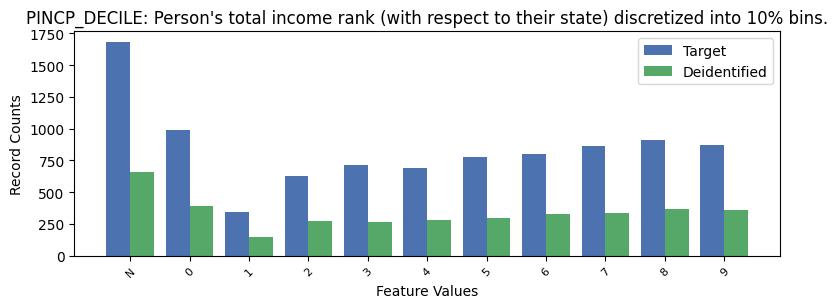 PINCP_DECILE: Person's total income rank (with respect to their state) discretized into 10% bins.
1750
1500
1250
1000
750
500
250
0
Record Counts
Target
Deidentified
N 0 1 2 3 4 5 6 7 8 9
Feature Values